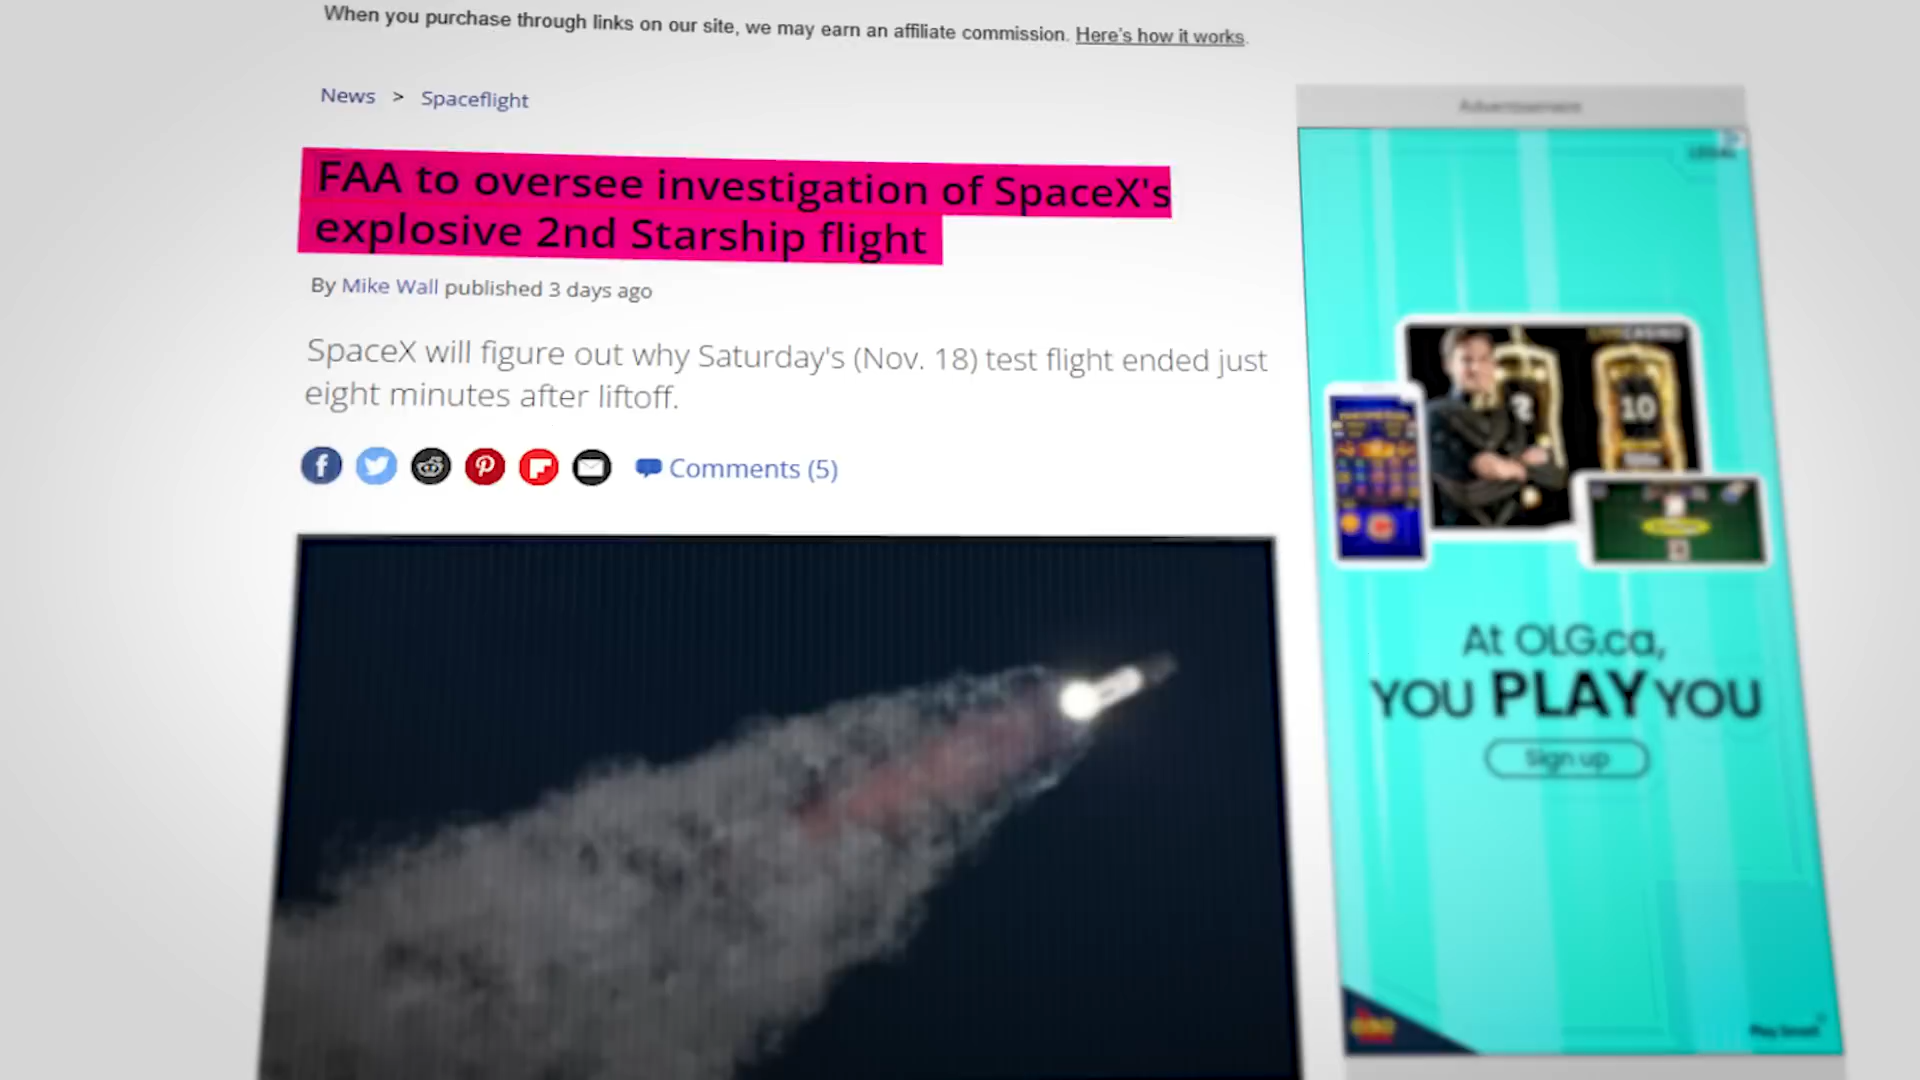 When you purchase through links on our site, we may earn an affiliate commission. Here's how it works.
News > Spaceflight
FAA to oversee investigation of SpaceX's
explosive 2nd Starship flight
By Mike Wall published 3 days ago
SpaceX will figure out why Saturday's (Nov. 18) test flight ended just
eight minutes after liftoff.
Comments (5)
Advertisement
2
10
At OLG.ca,
YOU PLAY YOU
Sign up